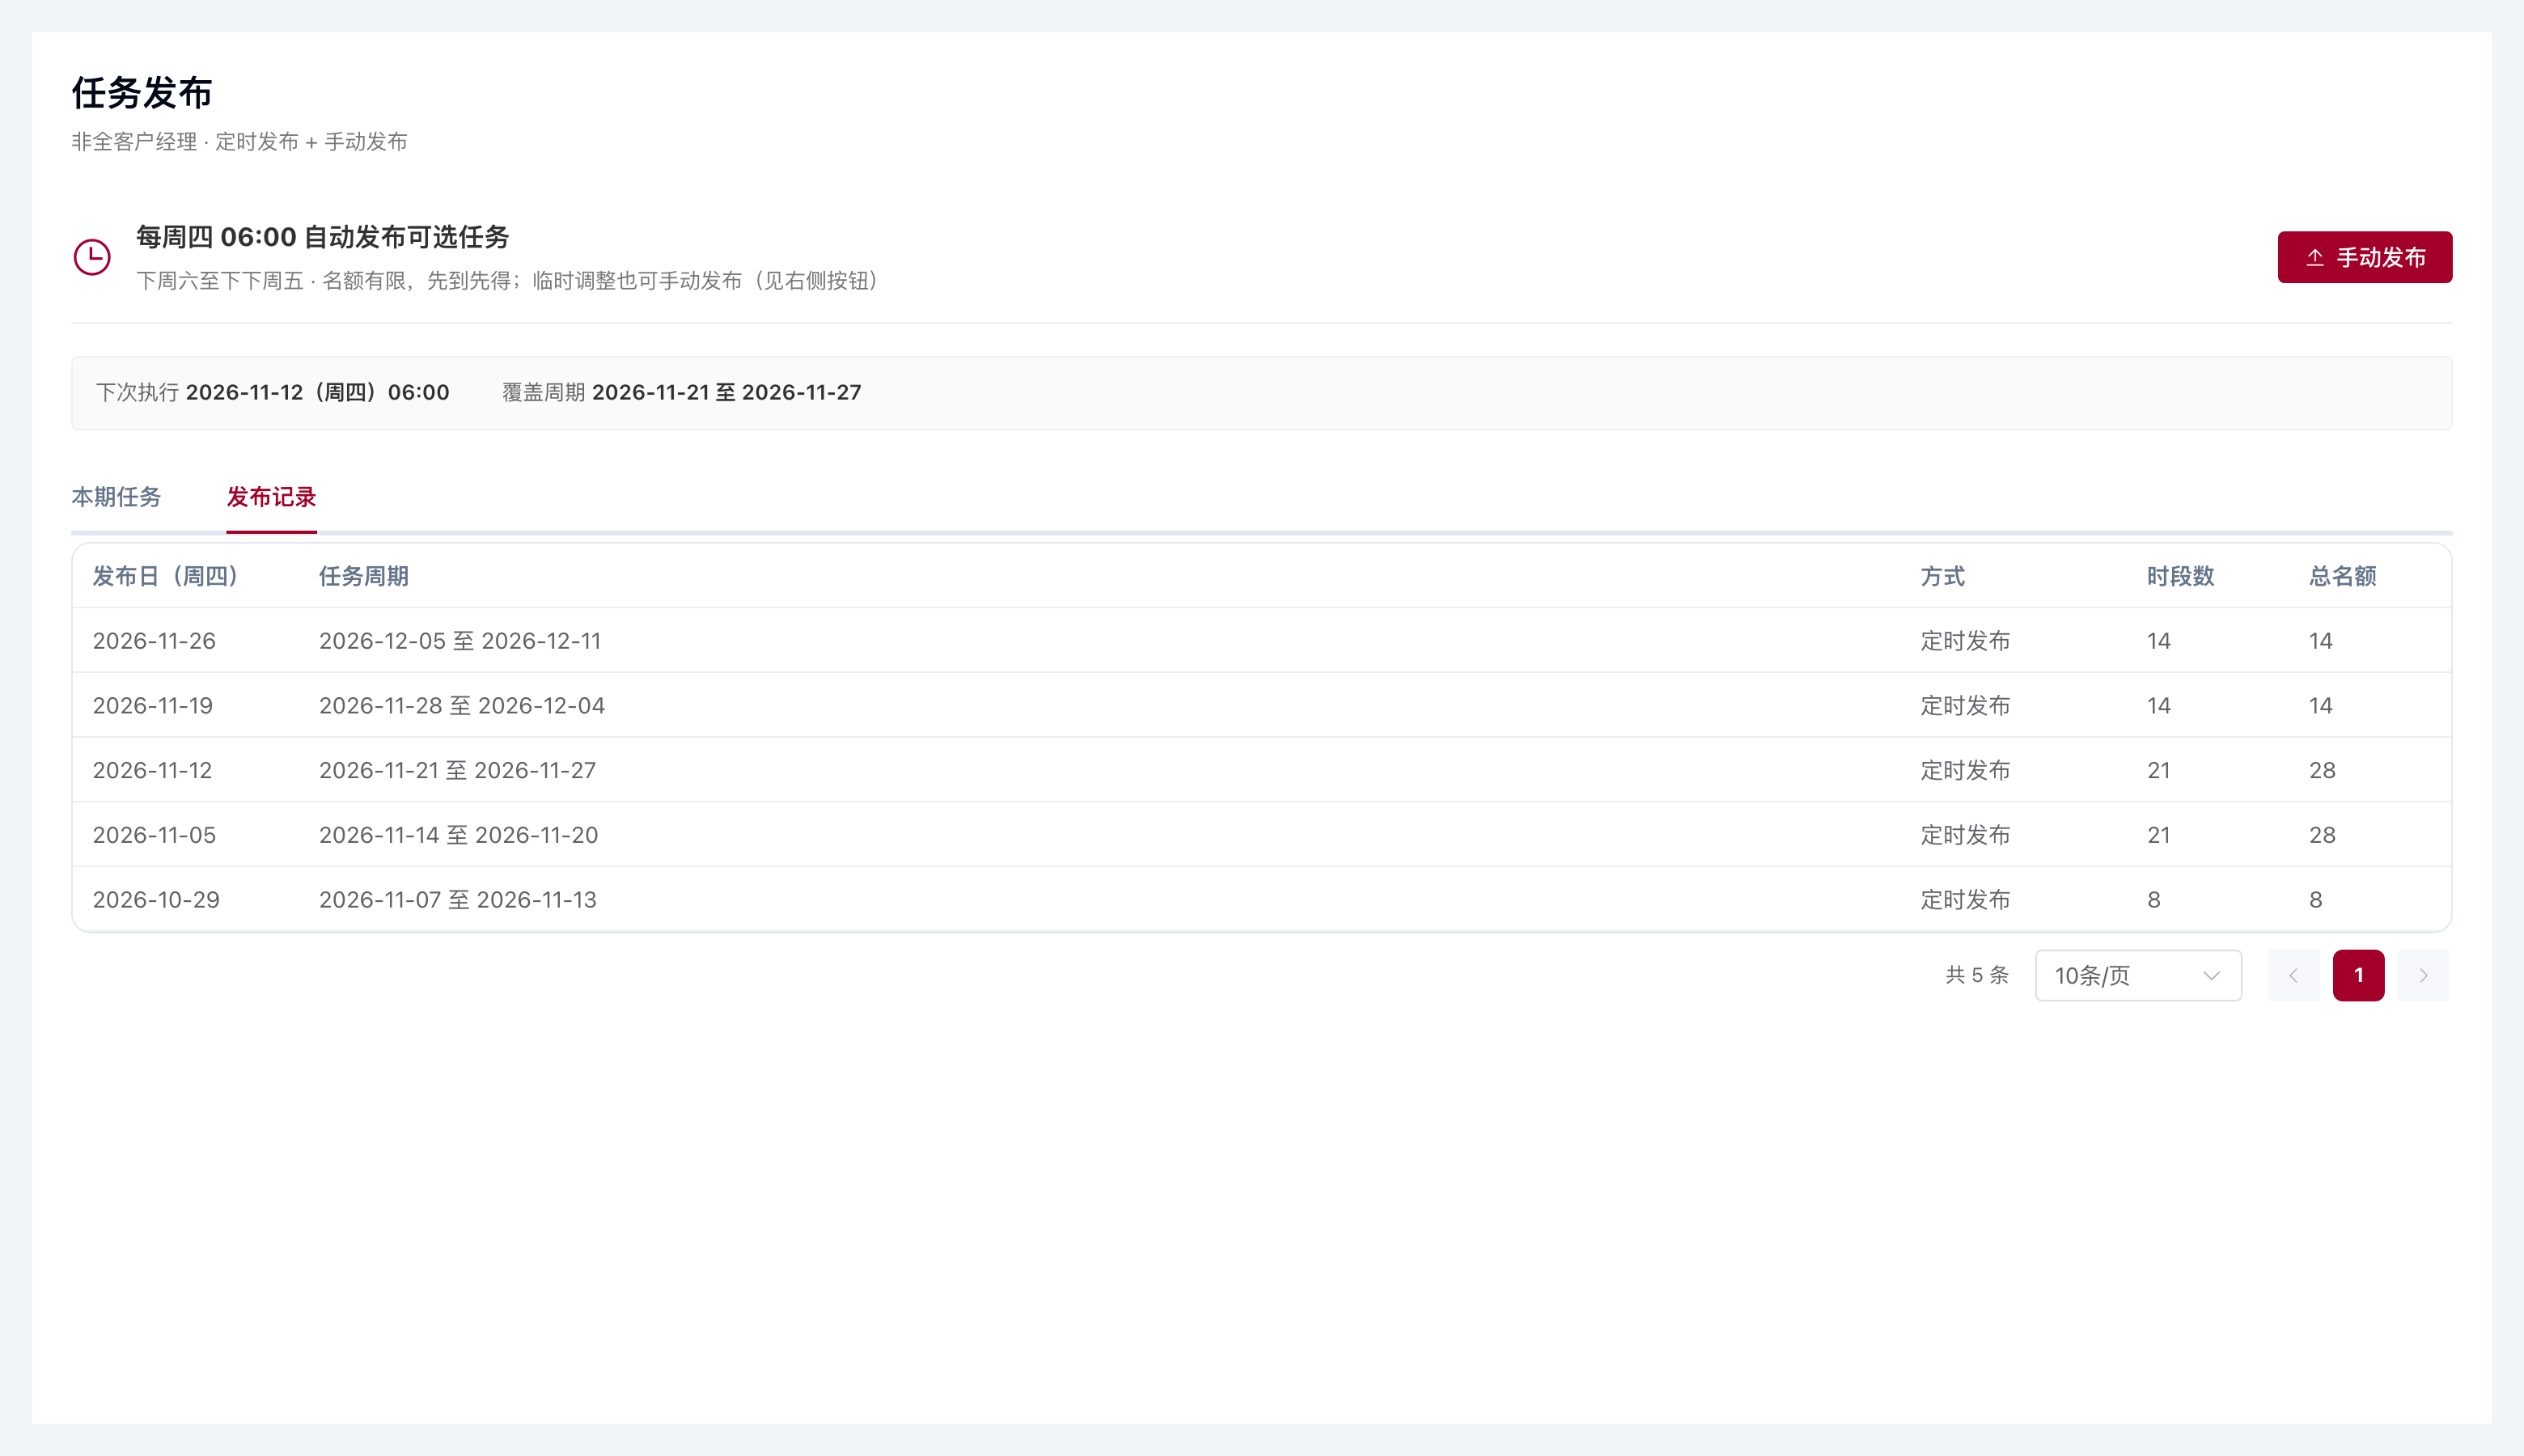 任务发布
非全客户经理 · 定时发布 + 手动发布
每周四 06:00 自动发布可选任务
下周六至下下周五 · 名额有限，先到先得；临时调整也可手动发布（见右侧按钮）
手动发布
下次执行 2026-11-12（周四）06:00 覆盖周期 2026-11-21 至 2026-11-27
本期任务 发布记录
发布日（周四） 任务周期 方式 时段数 总名额
2026-11-26 2026-12-05 至 2026-12-11 定时发布 14 14
2026-11-19 2026-11-28 至 2026-12-04 定时发布 14 14
2026-11-12 2026-11-21 至 2026-11-27 定时发布 21 28
2026-11-05 2026-11-14 至 2026-11-20 定时发布 21 28
2026-10-29 2026-11-07 至 2026-11-13 定时发布 8 8
共 5 条 10条/页 1